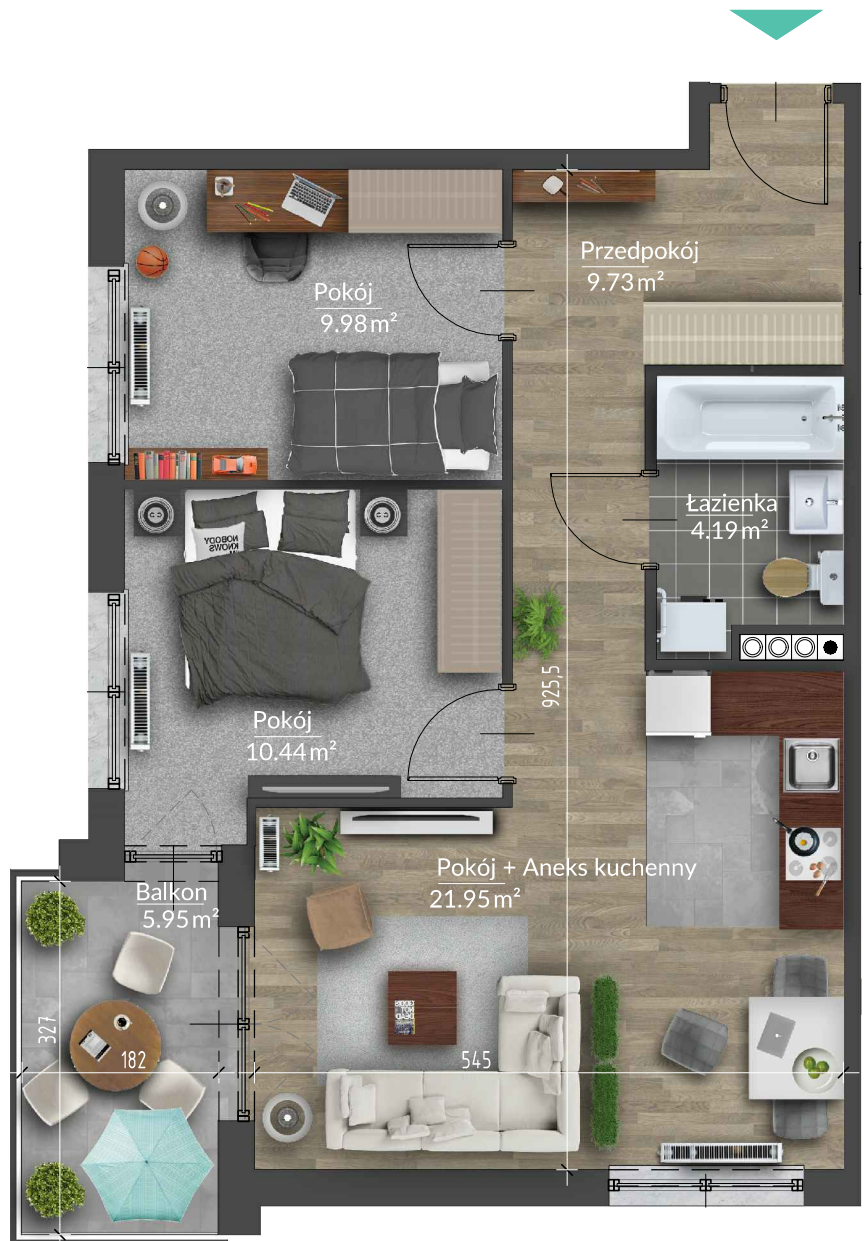 Przedpokój
9.73 m²
Pokój
9.98 m²
Łazienka
4.19 m²
NOBODY
KNOWS
925,5
Pokój
10.44 m²
Pokój + Aneks kuchenny
21.95 m²
Balkon
5.95 m²
327
182
545